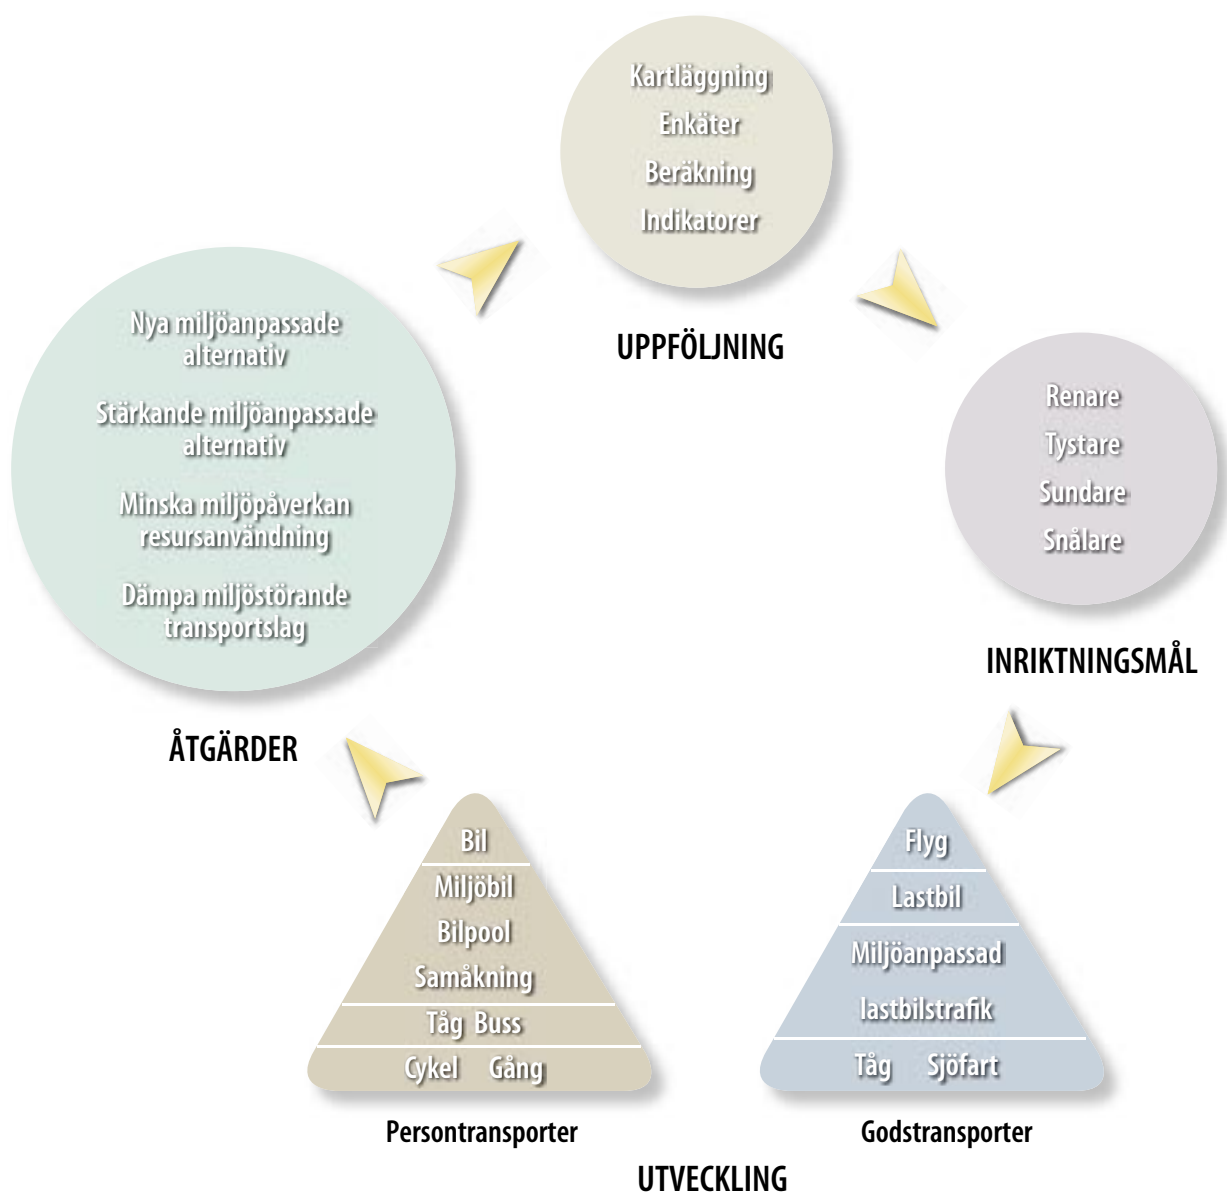 Kartläggning
Enkäter
Beräkning
Indikatorer
UPPFÖLJNING
Renare
Tystare
Sundare
Snålare
INRIKTNINGSMÅL
Nya miljöanpassade
alternativ
Stärkande miljöanpassade
alternativ
Minska miljöpåverkan
resursanvändning
Dämpa miljöstörande
transportslag
ÅTGÄRDER
Bil
Miljöbil
Bilpool
Samåkning
Tåg Buss
Cykel Gång
Persontransporter
Flyg
Lastbil
Miljöanpassad
lastbilstrafik
Tåg Sjöfart
Godstransporter
UTVECKLING